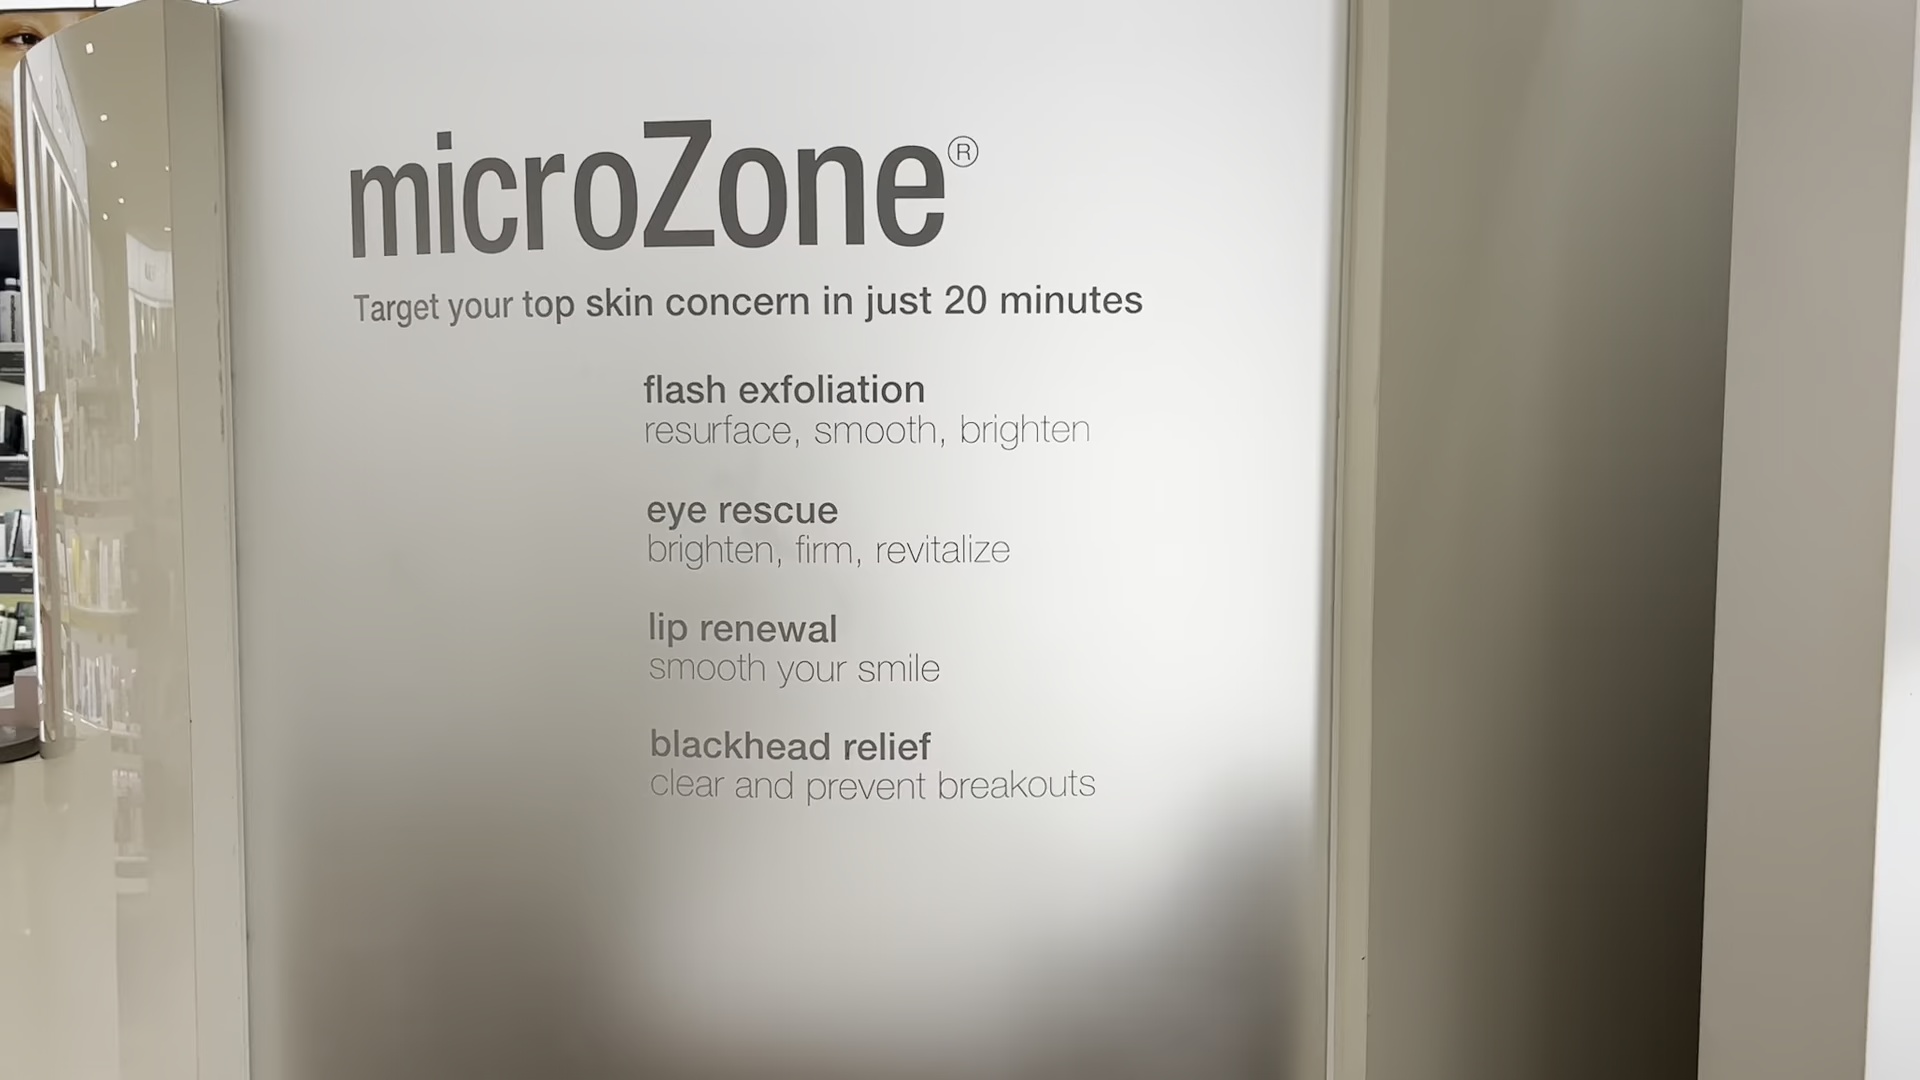 microZone®
Target your top skin concern in just 20 minutes
flash exfoliation
resurface, smooth, brighten
eye rescue
brighten, firm, revitalize
lip renewal
smooth your smile
blackhead relief
clear and prevent breakouts